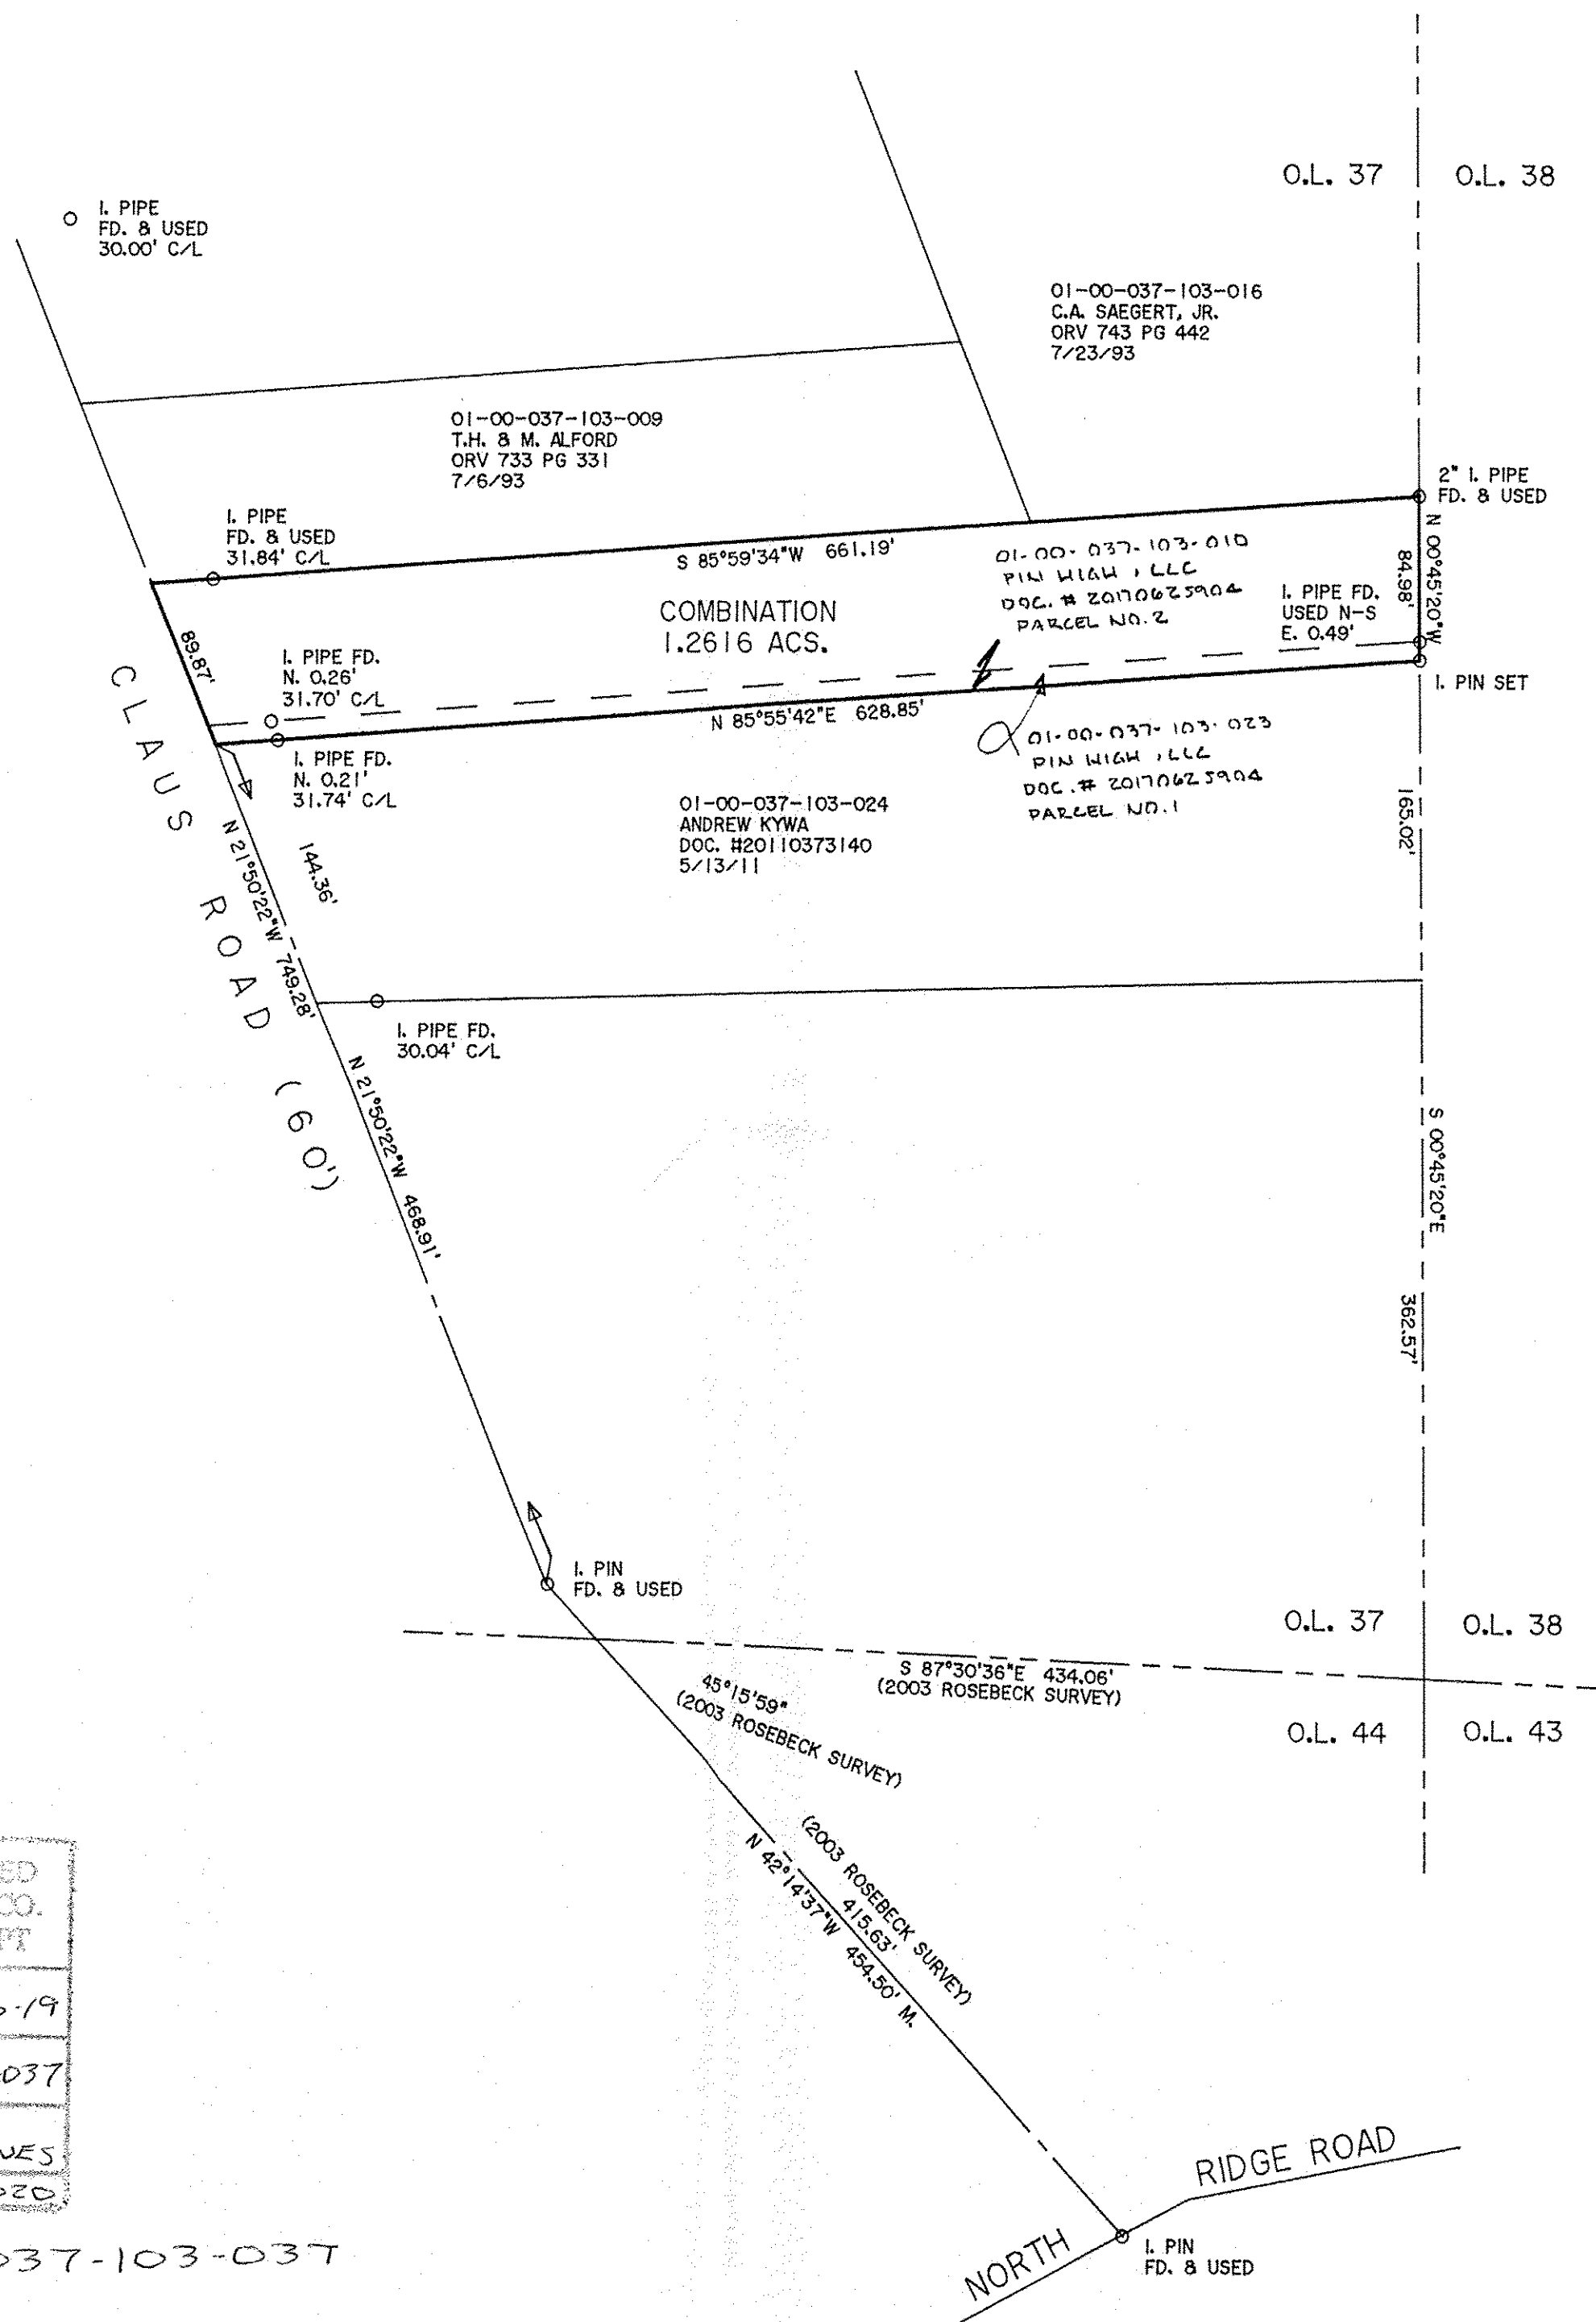 O.L. 37
O.L. 38
I. PIPE
FD. & USED
30.00' C/L
01-00-037-103-016
C.A. SAEGERT, JR.
ORV 743 PG 442
7/23/93
01-00-037-103-009
T.H. & M. ALFORD
ORV 733 PG 331
7/6/93
2" I. PIPE
FD. & USED
I. PIPE
FD. & USED
31.84' C/L
S 85°59'34"W 661.19'
N 00°45'20"W
84.98'
01-00-037-103-010
PIN HIGH, LLC
DOC. # 20170625904
PARCEL NO. 2
I. PIPE FD.
USED N-S
E. 0.49'
COMBINATION
1.2616 ACS.
89.87'
I. PIPE FD.
N. 0.26'
31.70' C/L
I. PIN SET
N 85°55'42"E 628.85'
01-00-037-103-023
PIN HIGH, LLC
DOC. # 20170625904
PARCEL NO. 1
I. PIPE FD.
N. 0.21'
31.74' C/L
01-00-037-103-024
ANDREW KYWA
DOC. #20110373140
5/13/11
CLAUS ROAD (60')
144.36'
N 21°50'22"W 749.28'
165.02'
I. PIPE FD.
30.04' C/L
N 21°50'22"W 468.91'
S 00°45'20"E
362.57'
I. PIN
FD. & USED
O.L. 37
O.L. 38
S 87°30'36"E 434.06'
(2003 ROSEBECK SURVEY)
45°15'59"
(2003 ROSEBECK SURVEY)
O.L. 44
O.L. 43
(2003 ROSEBECK SURVEY)
415.63'
N 42°14'37"W 454.50' M.
ED
CO.
PT
-19
037
NES
020
037-103-037
NORTH RIDGE ROAD
I. PIN
FD. & USED